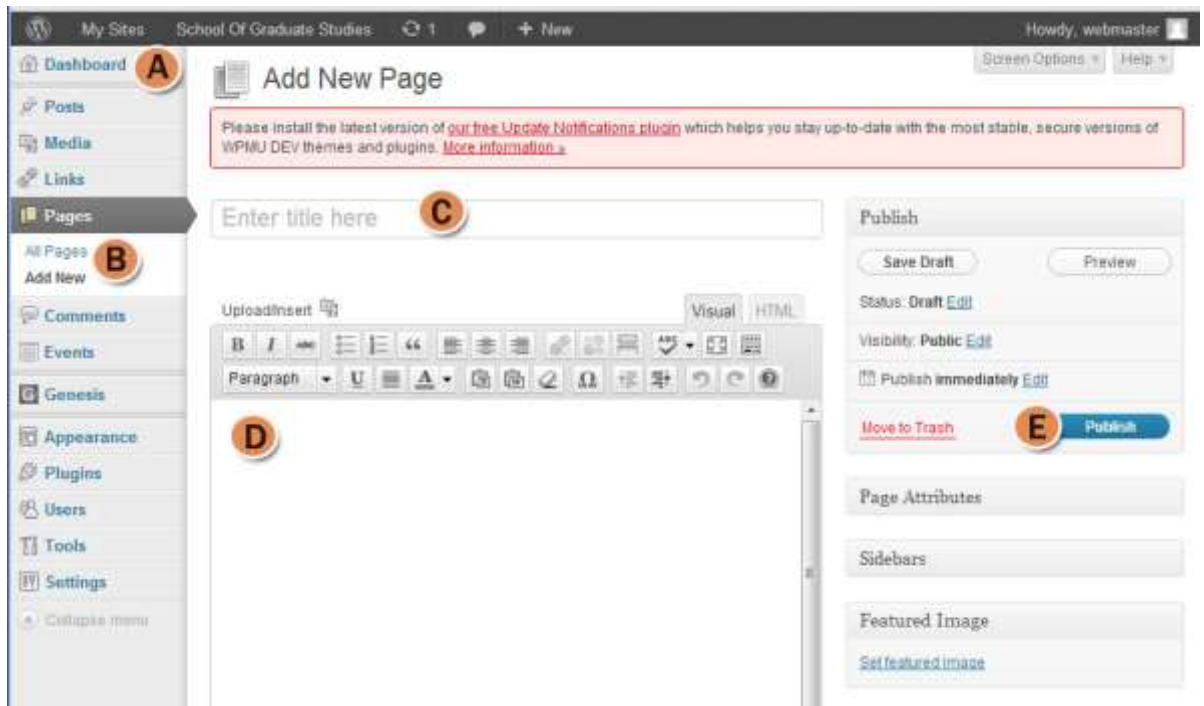 My Sites School Of Graduate Studies 1 + New Howdy, webmaster
Screen Options Help
Dashboard
A
Posts
Media
Links
Pages
All Pages
B
Add New
Comments
Events
Genesis
Appearance
Plugins
Users
Tools
Settings
Collapse menu
Add New Page
Please install the latest version of our free Update Notifications plugin which helps you stay up-to-date with the most stable, secure versions of
WPMU DEV themes and plugins. More information »
Enter title here
C
Upload/Insert
Visual HTML
B I ABC “ ABC
Paragraph U A Ω
D
Publish
Save Draft Preview
Status: Draft Edit
Visibility: Public Edit
Publish immediately Edit
Move to Trash E Publish
Page Attributes
Sidebars
Featured Image
Set featured image